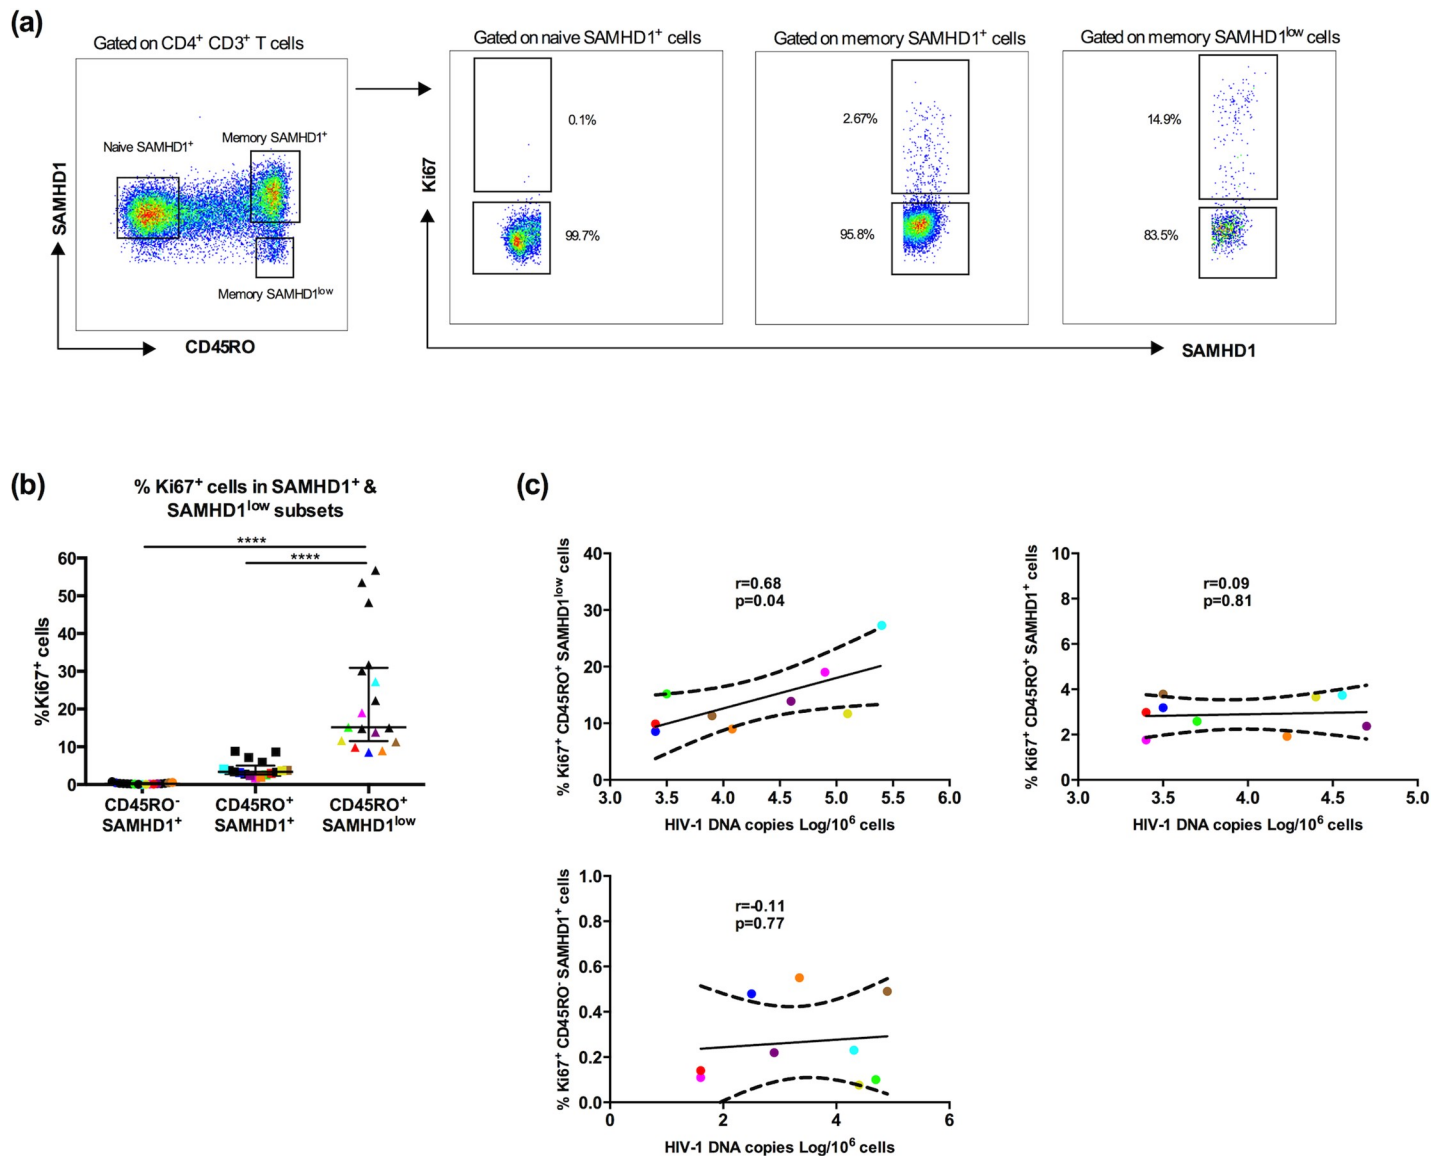 (a)
Gated on CD4⁺ CD3⁺ T cells
Gated on naive SAMHD1⁺ cells
Gated on memory SAMHD1⁺ cells
Gated on memory SAMHD1ˡᵒʷ cells
Naive SAMHD1⁺
Memory SAMHD1⁺
Memory SAMHD1ˡᵒʷ
SAMHD1
CD45RO
Ki67
0.1%
99.7%
2.67%
95.8%
14.9%
83.5%
SAMHD1
(b)
% Ki67⁺ cells in SAMHD1⁺ &
SAMHD1ˡᵒʷ subsets
****
****
%Ki67⁺ cells
60
50
40
30
20
10
0
CD45RO⁻
SAMHD1⁺
CD45RO⁺
SAMHD1⁺
CD45RO⁺
SAMHD1ˡᵒʷ
(c)
% Ki67⁺ CD45RO⁺ SAMHD1ˡᵒʷ cells
40
30
20
10
0
r=0.68
p=0.04
3.0 3.5 4.0 4.5 5.0 5.5 6.0
HIV-1 DNA copies Log/10⁶ cells
% Ki67⁺ CD45RO⁺ SAMHD1⁺ cells
10
8
6
4
2
0
r=0.09
p=0.81
3.0 3.5 4.0 4.5 5.0
HIV-1 DNA copies Log/10⁶ cells
% Ki67⁺ CD45RO⁻ SAMHD1⁺ cells
1.0
0.8
0.6
0.4
0.2
0.0
r=-0.11
p=0.77
0 2 4 6
HIV-1 DNA copies Log/10⁶ cells